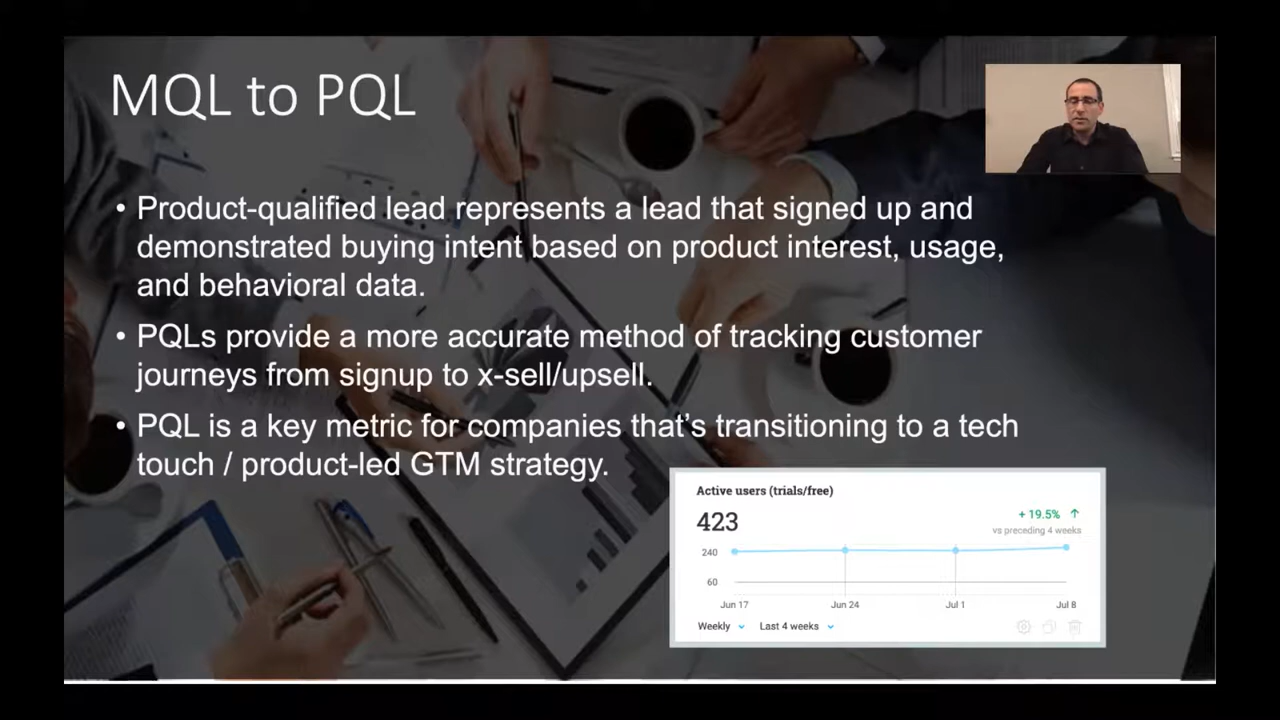 MQL to PQL
• Product-qualified lead represents a lead that signed up and
demonstrated buying intent based on product interest, usage,
and behavioral data.
• PQLs provide a more accurate method of tracking customer
journeys from signup to x-sell/upsell.
• PQL is a key metric for companies that’s transitioning to a tech
touch / product-led GTM strategy.
Active users (trials/free)
423
+ 19.5%
vs preceding 4 weeks
240
60
Jun 17 Jun 24 Jul 1 Jul 8
Weekly Last 4 weeks